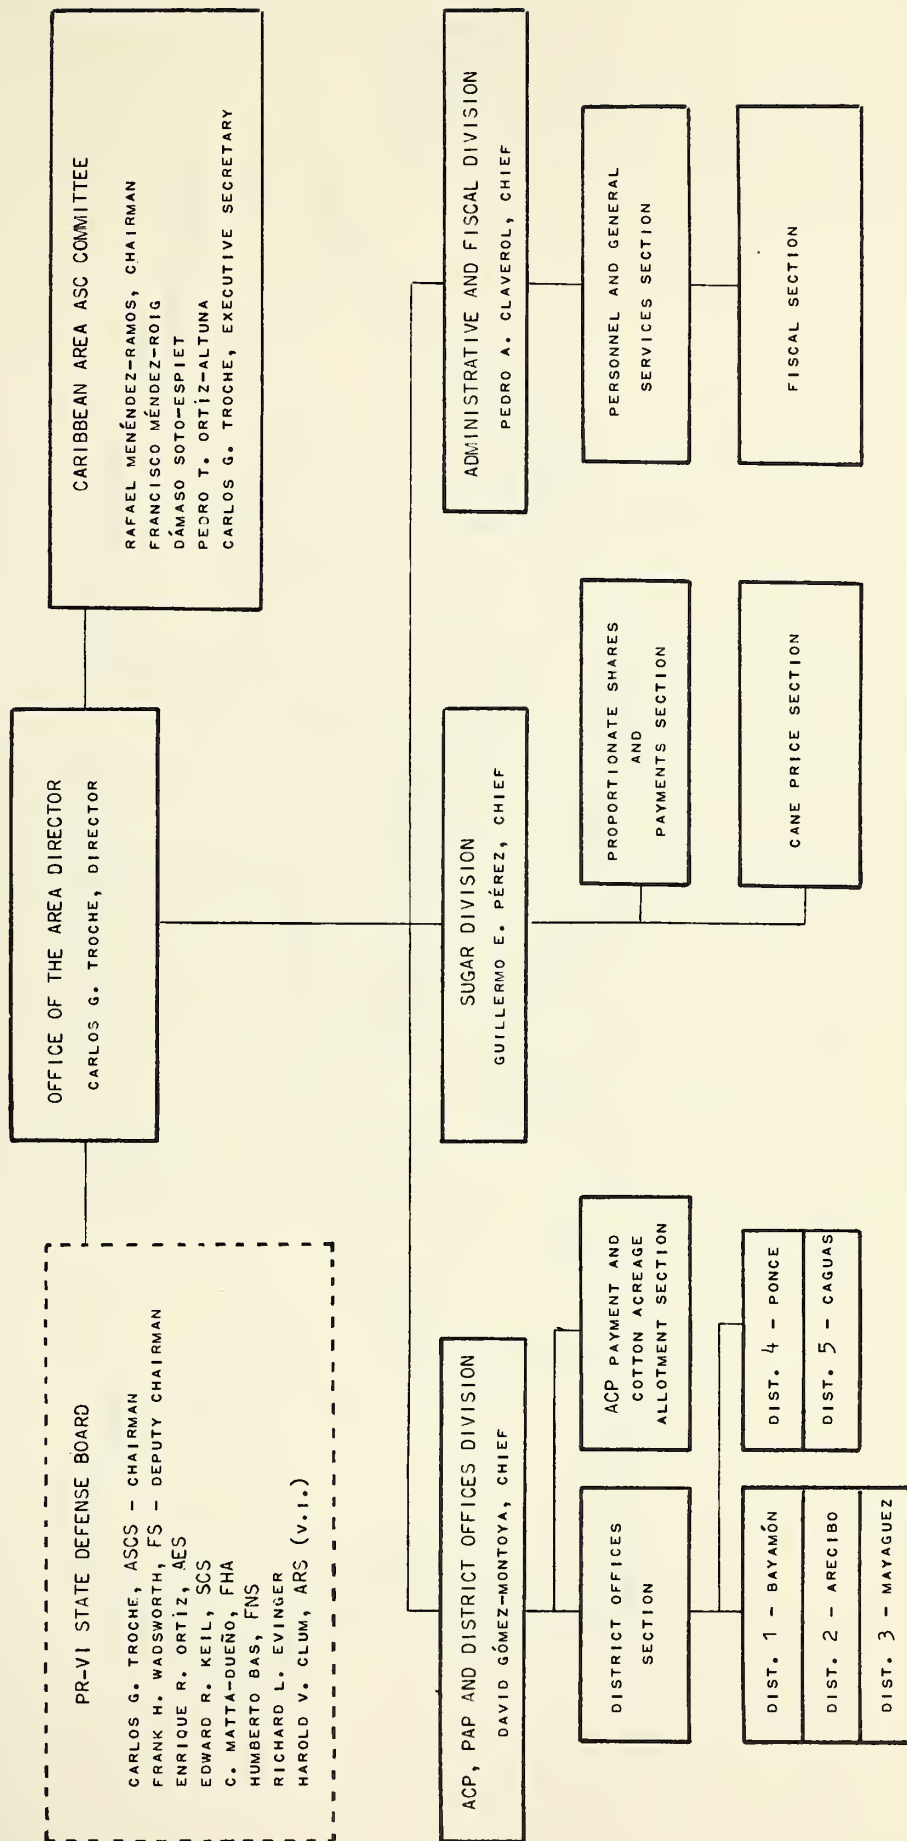 PR-VI STATE DEFENSE BOARD
CARLOS G. TROCHE, ASCS - CHAIRMAN
FRANK H. WADSWORTH, FS - DEPUTY CHAIRMAN
ENRIQUE R. ORTÍZ, AES
EDWARD R. KEIL, SCS
C. MATTA-DUEÑO, FHA
HUMBERTO BAS, FNS
RICHARD L. EVINGER
HAROLD V. CLUM, ARS (V.I.)
OFFICE OF THE AREA DIRECTOR
CARLOS G. TROCHE, DIRECTOR
CARIBBEAN AREA ASC COMMITTEE
RAFAEL MENÉNDEZ-RAMOS, CHAIRMAN
FRANCISCO MÉNDEZ-ROIG
DÁMASO SOTO-ESPIET
PEDRO T. ORTÍZ-ALTUNA
CARLOS G. TROCHE, EXECUTIVE SECRETARY
ACP, PAP AND DISTRICT OFFICES DIVISION
DAVID GÓMEZ-MONTOYA, CHIEF
DISTRICT OFFICES
SECTION
ACP PAYMENT AND
COTTON ACREAGE
ALLOTMENT SECTION
DIST. 1 - BAYAMÓN
DIST. 2 - ARECIBO
DIST. 3 - MAYAGUEZ
DIST. 4 - PONCE
DIST. 5 - CAGUAS
SUGAR DIVISION
GUILLERMO E. PÉREZ, CHIEF
PROPORTIONATE SHARES
AND
PAYMENTS SECTION
CANE PRICE SECTION
ADMINISTRATIVE AND FISCAL DIVISION
PEDRO A. CLAVEROL, CHIEF
PERSONNEL AND GENERAL
SERVICES SECTION
FISCAL SECTION